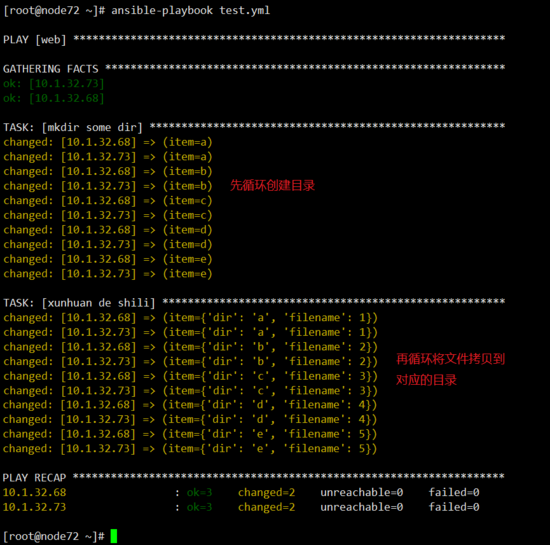 [root@node72 ~]# ansible-playbook test.yml
PLAY [web] ********************************************************************
GATHERING FACTS ***************************************************************
ok: [10.1.32.73]
ok: [10.1.32.68]
TASK: [mkdir some dir] ********************************************************
changed: [10.1.32.68] => (item=a)
changed: [10.1.32.73] => (item=a)
changed: [10.1.32.68] => (item=b)
changed: [10.1.32.73] => (item=b) 先循环创建目录
changed: [10.1.32.68] => (item=c)
changed: [10.1.32.73] => (item=c)
changed: [10.1.32.68] => (item=d)
changed: [10.1.32.73] => (item=d)
changed: [10.1.32.68] => (item=e)
changed: [10.1.32.73] => (item=e)
TASK: [xunhuan de shili] ******************************************************
changed: [10.1.32.68] => (item={'dir': 'a', 'filename': 1})
changed: [10.1.32.73] => (item={'dir': 'a', 'filename': 1})
changed: [10.1.32.68] => (item={'dir': 'b', 'filename': 2})
changed: [10.1.32.73] => (item={'dir': 'b', 'filename': 2}) 再循环将文件拷贝到
changed: [10.1.32.68] => (item={'dir': 'c', 'filename': 3}) 对应的目录
changed: [10.1.32.73] => (item={'dir': 'c', 'filename': 3})
changed: [10.1.32.68] => (item={'dir': 'd', 'filename': 4})
changed: [10.1.32.73] => (item={'dir': 'd', 'filename': 4})
changed: [10.1.32.68] => (item={'dir': 'e', 'filename': 5})
changed: [10.1.32.73] => (item={'dir': 'e', 'filename': 5})
PLAY RECAP ********************************************************************
10.1.32.68 : ok=3 changed=2 unreachable=0 failed=0
10.1.32.73 : ok=3 changed=2 unreachable=0 failed=0
[root@node72 ~]#